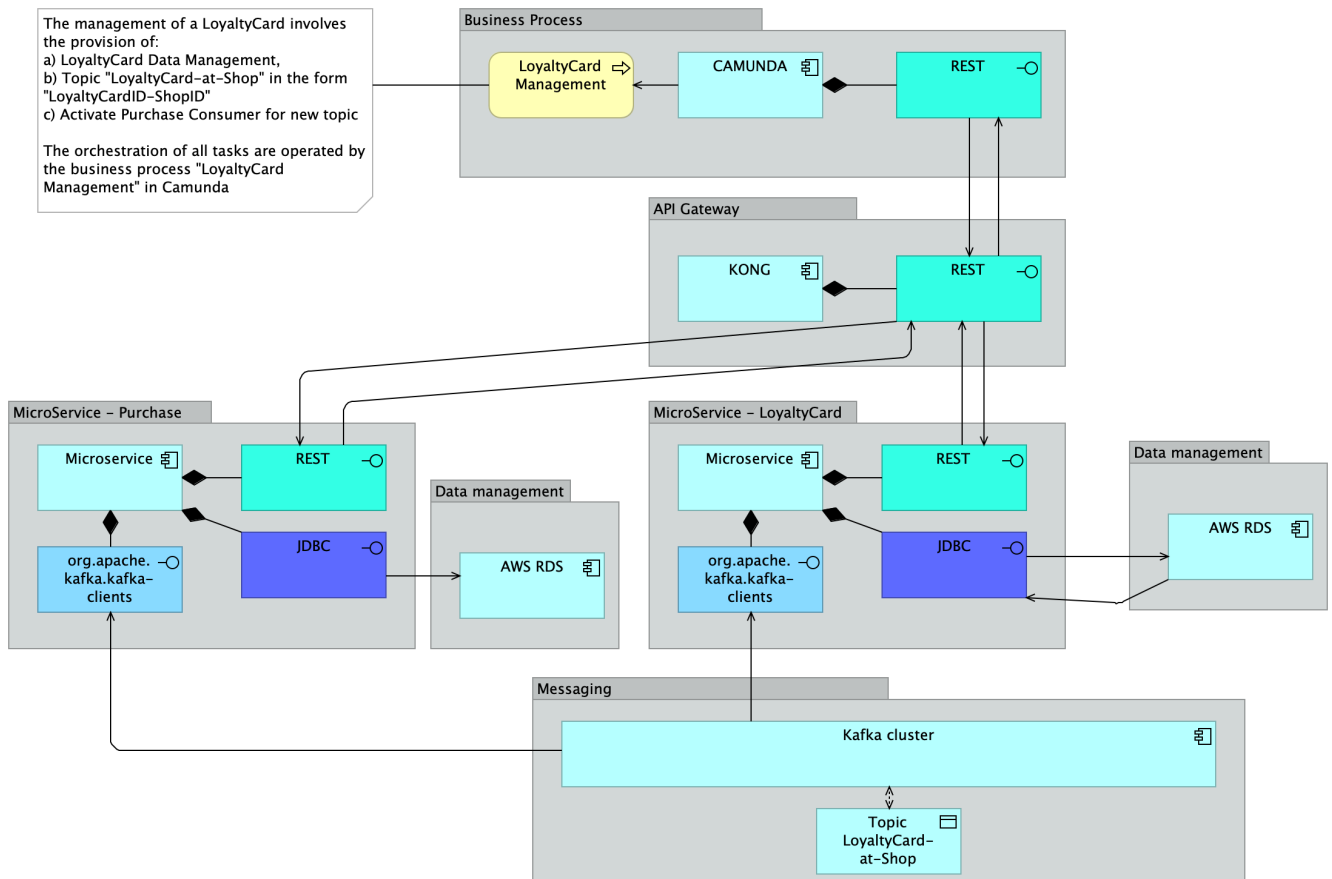 The management of a LoyaltyCard involves
the provision of:
a) LoyaltyCard Data Management,
b) Topic "LoyaltyCard-at-Shop" in the form
"LoyaltyCardID-ShopID"
c) Activate Purchase Consumer for new topic
The orchestration of all tasks are operated by
the business process "LoyaltyCard
Management" in Camunda
Business Process
LoyaltyCard
Management
CAMUNDA
REST
API Gateway
KONG
REST
MicroService - Purchase
Microservice
REST
JDBC
org.apache.
kafka.kafka-
clients
Data management
AWS RDS
MicroService - LoyaltyCard
Microservice
REST
JDBC
org.apache.
kafka.kafka-
clients
Data management
AWS RDS
Messaging
Kafka cluster
Topic
LoyaltyCard-
at-Shop